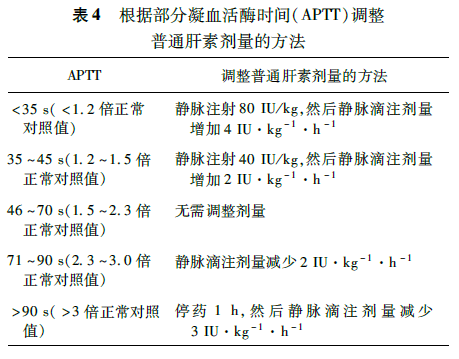 表 4 根据部分凝血活酶时间(APTT)调整
普通肝素剂量的方法
APTT 调整普通肝素剂量的方法
<35 s( <1.2 倍正常 静脉注射 80 IU/kg,然后静脉滴注剂量
对照值) 增加 4 IU·kg⁻¹·h⁻¹
35 ~45 s(1.2 ~1.5 倍 静脉注射 40 IU/kg,然后静脉滴注剂量
正常对照值) 增加 2 IU·kg⁻¹·h⁻¹
46 ~70 s(1.5 ~2.3 倍 无需调整剂量
正常对照值)
71 ~90 s(2.3 ~3.0 倍 静脉滴注剂量减少 2 IU·kg⁻¹·h⁻¹
正常对照值)
>90 s( >3 倍正常对照 停药 1 h,然后静脉滴注剂量减少
值) 3 IU·kg⁻¹·h⁻¹